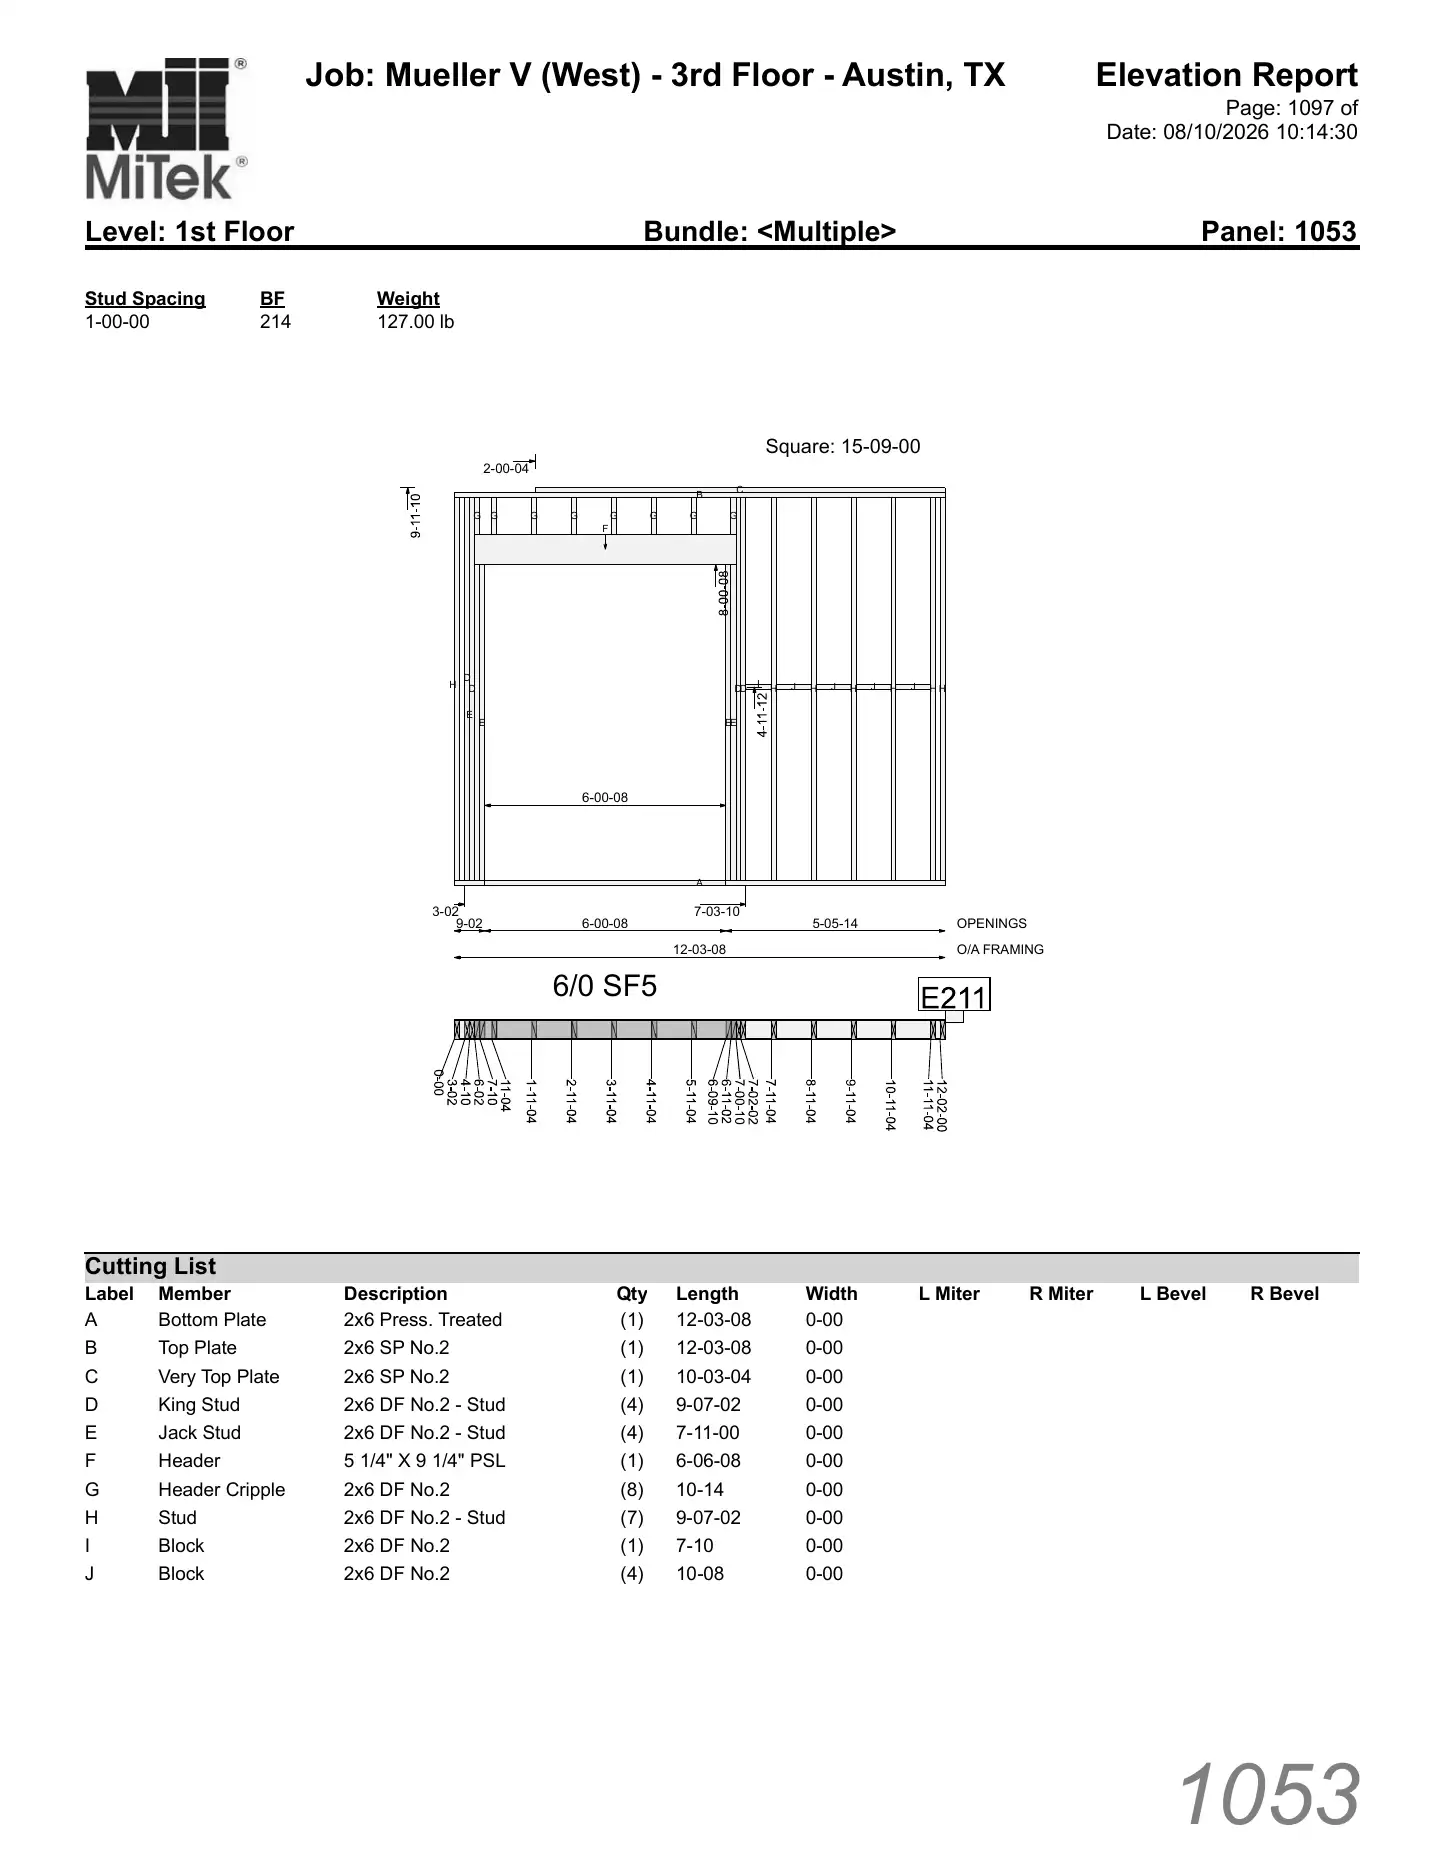 Job: Mueller V (West) - 3rd Floor - Austin, TX
Elevation Report
Page: 1097 of
Date: 08/10/2026 10:14:30
MiTek®
Level: 1st Floor Bundle: <Multiple> Panel: 1053
Stud Spacing BF Weight
1-00-00 214 127.00 lb
Square: 15-09-00
2-00-04
9-11-10
C
B
G G G G G G G G
F
8-00-08
H D D E E
E E D D
4-11-12
I J J J J
H H H H H
6-00-08
A
3-02 7-03-10
9-02 6-00-08 5-05-14 OPENINGS
12-03-08 O/A FRAMING
6/0 SF5
E211
0-00
3-02
4-10
6-02
7-10
11-04
1-11-04
2-11-04
3-11-04
4-11-04
5-11-04
6-09-10
6-11-02
7-00-10
7-02-02
7-11-04
8-11-04
9-11-04
10-11-04
11-11-04
12-02-00
Cutting List
Label Member Description Qty Length Width L Miter R Miter L Bevel R Bevel
A Bottom Plate 2x6 Press. Treated (1) 12-03-08 0-00
B Top Plate 2x6 SP No.2 (1) 12-03-08 0-00
C Very Top Plate 2x6 SP No.2 (1) 10-03-04 0-00
D King Stud 2x6 DF No.2 - Stud (4) 9-07-02 0-00
E Jack Stud 2x6 DF No.2 - Stud (4) 7-11-00 0-00
F Header 5 1/4" X 9 1/4" PSL (1) 6-06-08 0-00
G Header Cripple 2x6 DF No.2 (8) 10-14 0-00
H Stud 2x6 DF No.2 - Stud (7) 9-07-02 0-00
I Block 2x6 DF No.2 (1) 7-10 0-00
J Block 2x6 DF No.2 (4) 10-08 0-00
1053